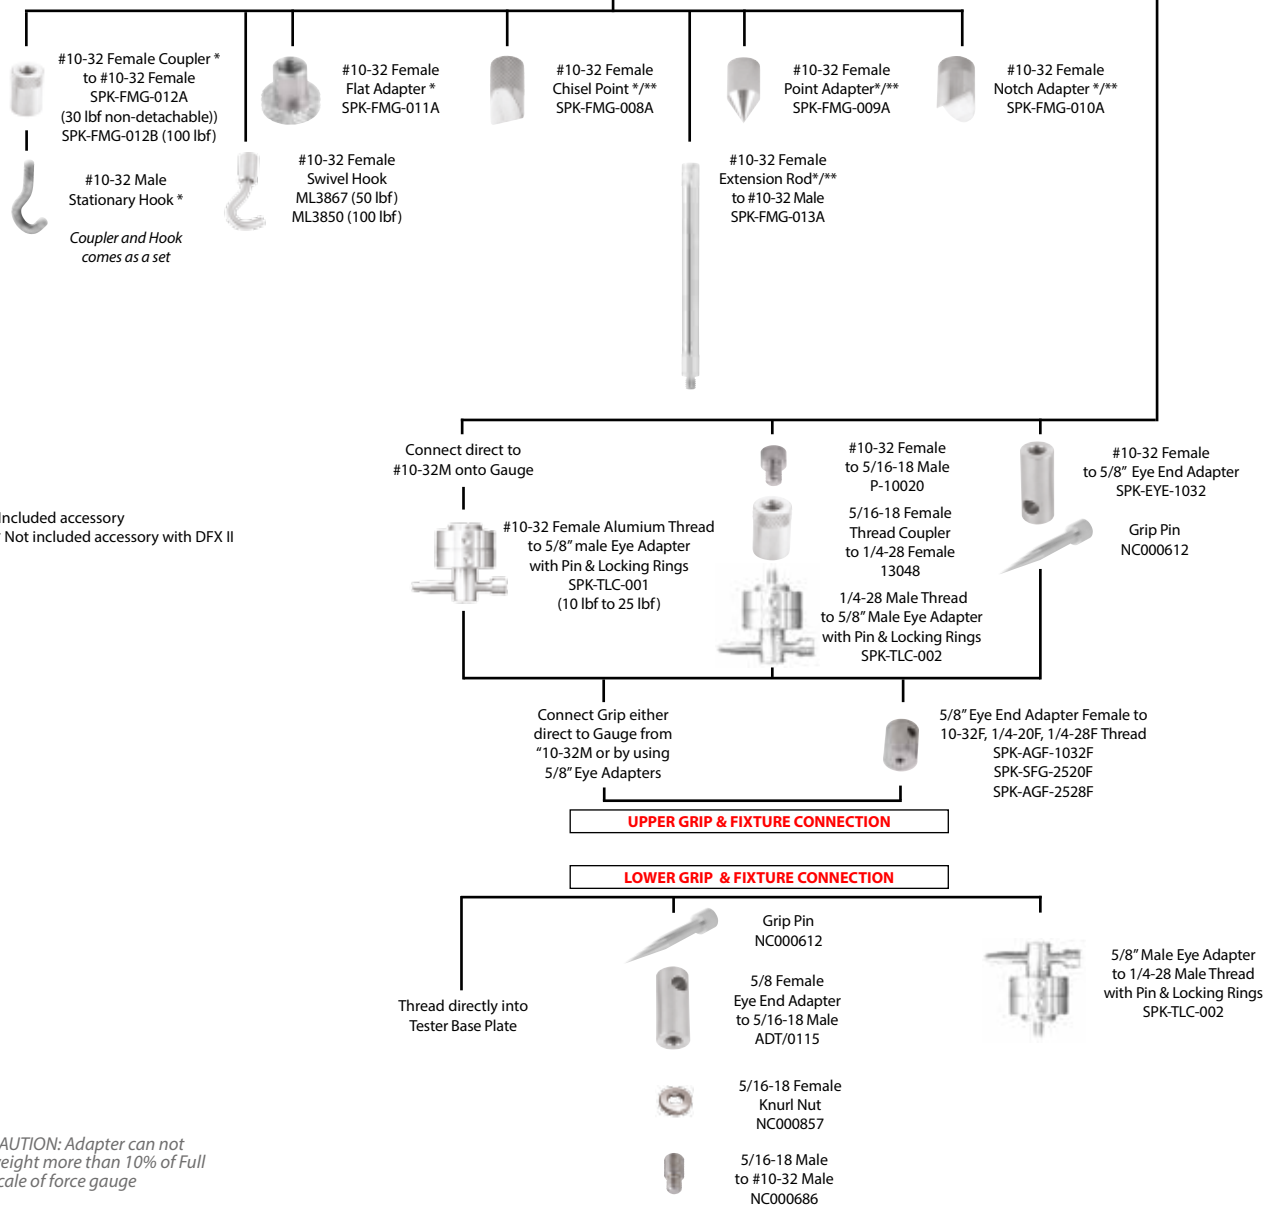 #10-32 Female Coupler *
to #10-32 Female
SPK-FMG-012A
(30 lbf non-detachable))
SPK-FMG-012B (100 lbf)
#10-32 Male
Stationary Hook *
Coupler and Hook
comes as a set
#10-32 Female
Swivel Hook
ML3867 (50 lbf)
ML3850 (100 lbf)
#10-32 Female
Flat Adapter *
SPK-FMG-011A
#10-32 Female
Chisel Point */**
SPK-FMG-008A
#10-32 Female
Extension Rod*/**
to #10-32 Male
SPK-FMG-013A
#10-32 Female
Point Adapter*/**
SPK-FMG-009A
#10-32 Female
Notch Adapter */**
SPK-FMG-010A
Included accessory
Not included accessory with DFX II
Connect direct to
#10-32M onto Gauge
#10-32 Female Alumium Thread
to 5/8” male Eye Adapter
with Pin & Locking Rings
SPK-TLC-001
(10 lbf to 25 lbf)
#10-32 Female
to 5/16-18 Male
P-10020
5/16-18 Female
Thread Coupler
to 1/4-28 Female
13048
1/4-28 Male Thread
to 5/8” Male Eye Adapter
with Pin & Locking Rings
SPK-TLC-002
#10-32 Female
to 5/8” Eye End Adapter
SPK-EYE-1032
Grip Pin
NC000612
Connect Grip either
direct to Gauge from
“10-32M or by using
5/8” Eye Adapters
5/8” Eye End Adapter Female to
10-32F, 1/4-20F, 1/4-28F Thread
SPK-AGF-1032F
SPK-SFG-2520F
SPK-AGF-2528F
UPPER GRIP & FIXTURE CONNECTION
LOWER GRIP & FIXTURE CONNECTION
Thread directly into
Tester Base Plate
Grip Pin
NC000612
5/8 Female
Eye End Adapter
to 5/16-18 Male
ADT/0115
5/16-18 Female
Knurl Nut
NC000857
5/16-18 Male
to #10-32 Male
NC000686
5/8” Male Eye Adapter
to 1/4-28 Male Thread
with Pin & Locking Rings
SPK-TLC-002
AUTION: Adapter can not
eight more than 10% of Full
cale of force gauge